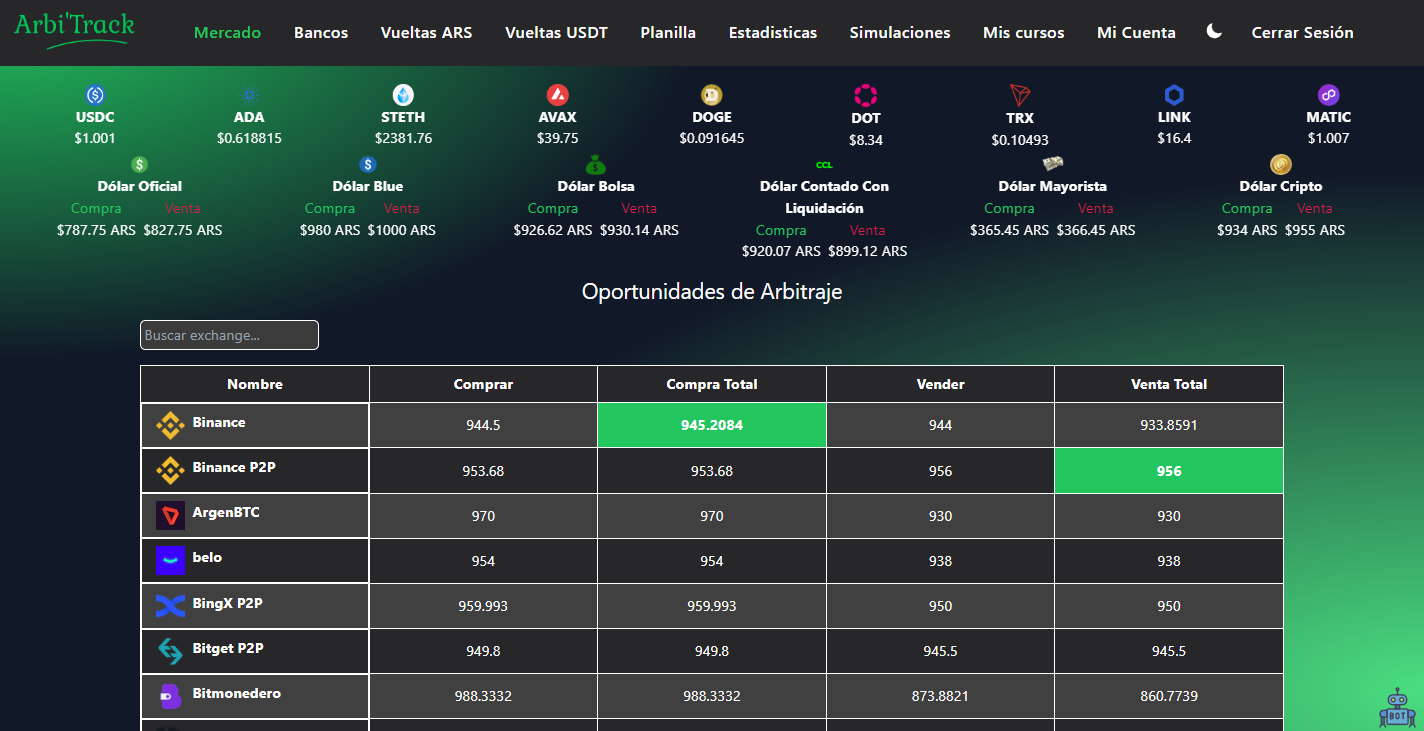 Arbi'Track Mercado Bancos Vueltas ARS Vueltas USDT Planilla Estadisticas Simulaciones Mis cursos Mi Cuenta Cerrar Sesión
USDC ADA STETH AVAX DOGE DOT TRX LINK MATIC
$1.001 $0.618815 $2381.76 $39.75 $0.091645 $8.34 $0.10493 $16.4 $1.007
CCL
Dólar Oficial Dólar Blue Dólar Bolsa Dólar Contado Con Dólar Mayorista Dólar Cripto
Compra Venta Compra Venta Compra Venta Liquidación Compra Venta Compra Venta
$787.75 ARS $827.75 ARS $980 ARS $1000 ARS $926.62 ARS $930.14 ARS Compra Venta $365.45 ARS $366.45 ARS $934 ARS $955 ARS
$920.07 ARS $899.12 ARS
Oportunidades de Arbitraje
Buscar exchange...
Nombre Comprar Compra Total Vender Venta Total
Binance 944.5 945.2084 944 933.8591
Binance P2P 953.68 953.68 956 956
ArgenBTC 970 970 930 930
belo 954 954 938 938
BingX P2P 959.993 959.993 950 950
Bitget P2P 949.8 949.8 945.5 945.5
Bitmonedero 988.3332 988.3332 873.8821 860.7739
BOT